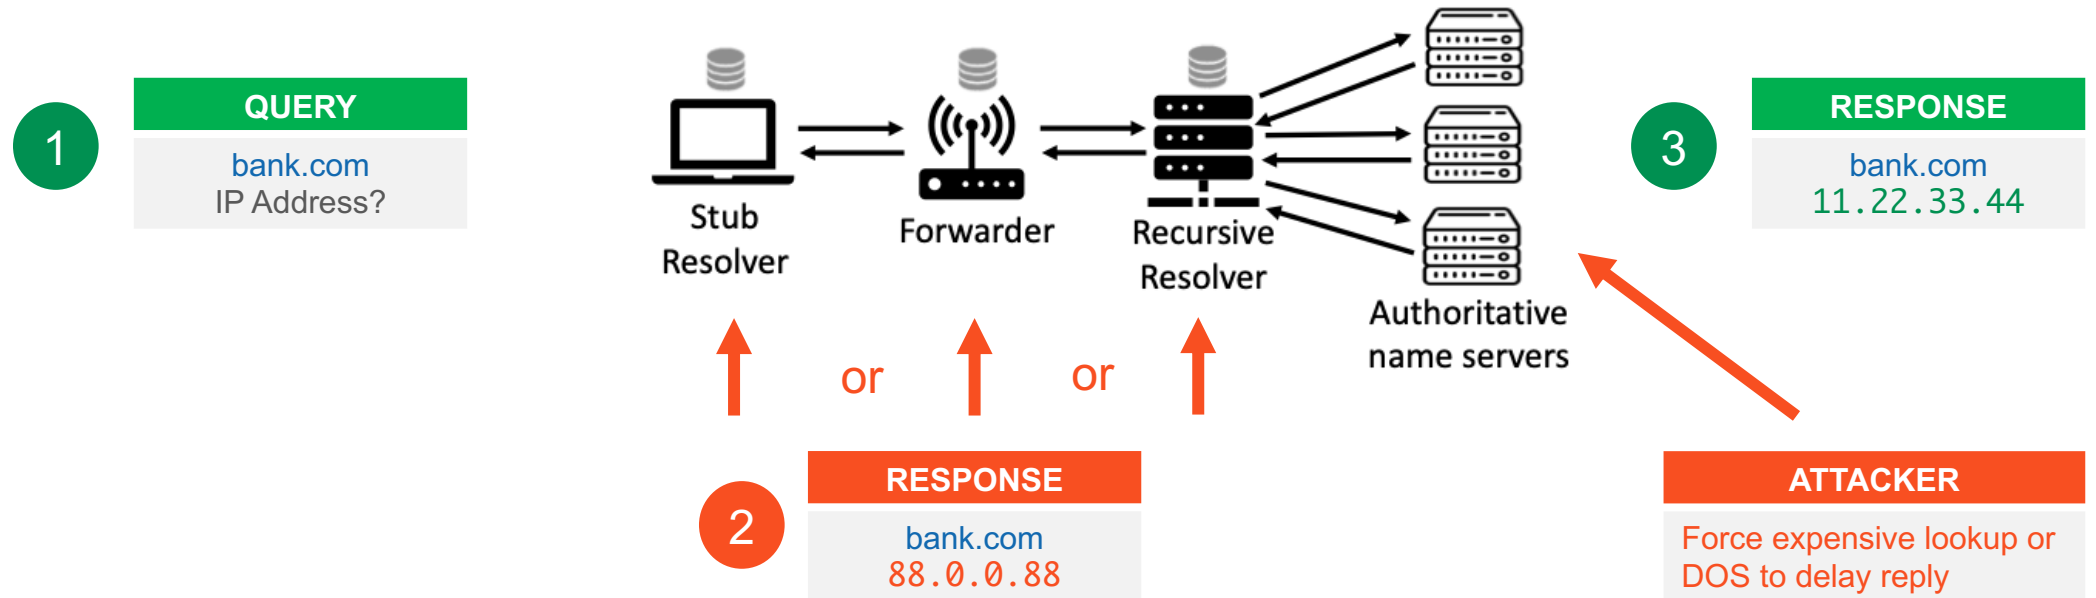 1
QUERY
bank.com
IP Address?
Stub
Resolver
Forwarder
Recursive
Resolver
Authoritative
name servers
3
RESPONSE
bank.com
11.22.33.44
or
or
2
RESPONSE
bank.com
88.0.0.88
ATTACKER
Force expensive lookup or
DOS to delay reply